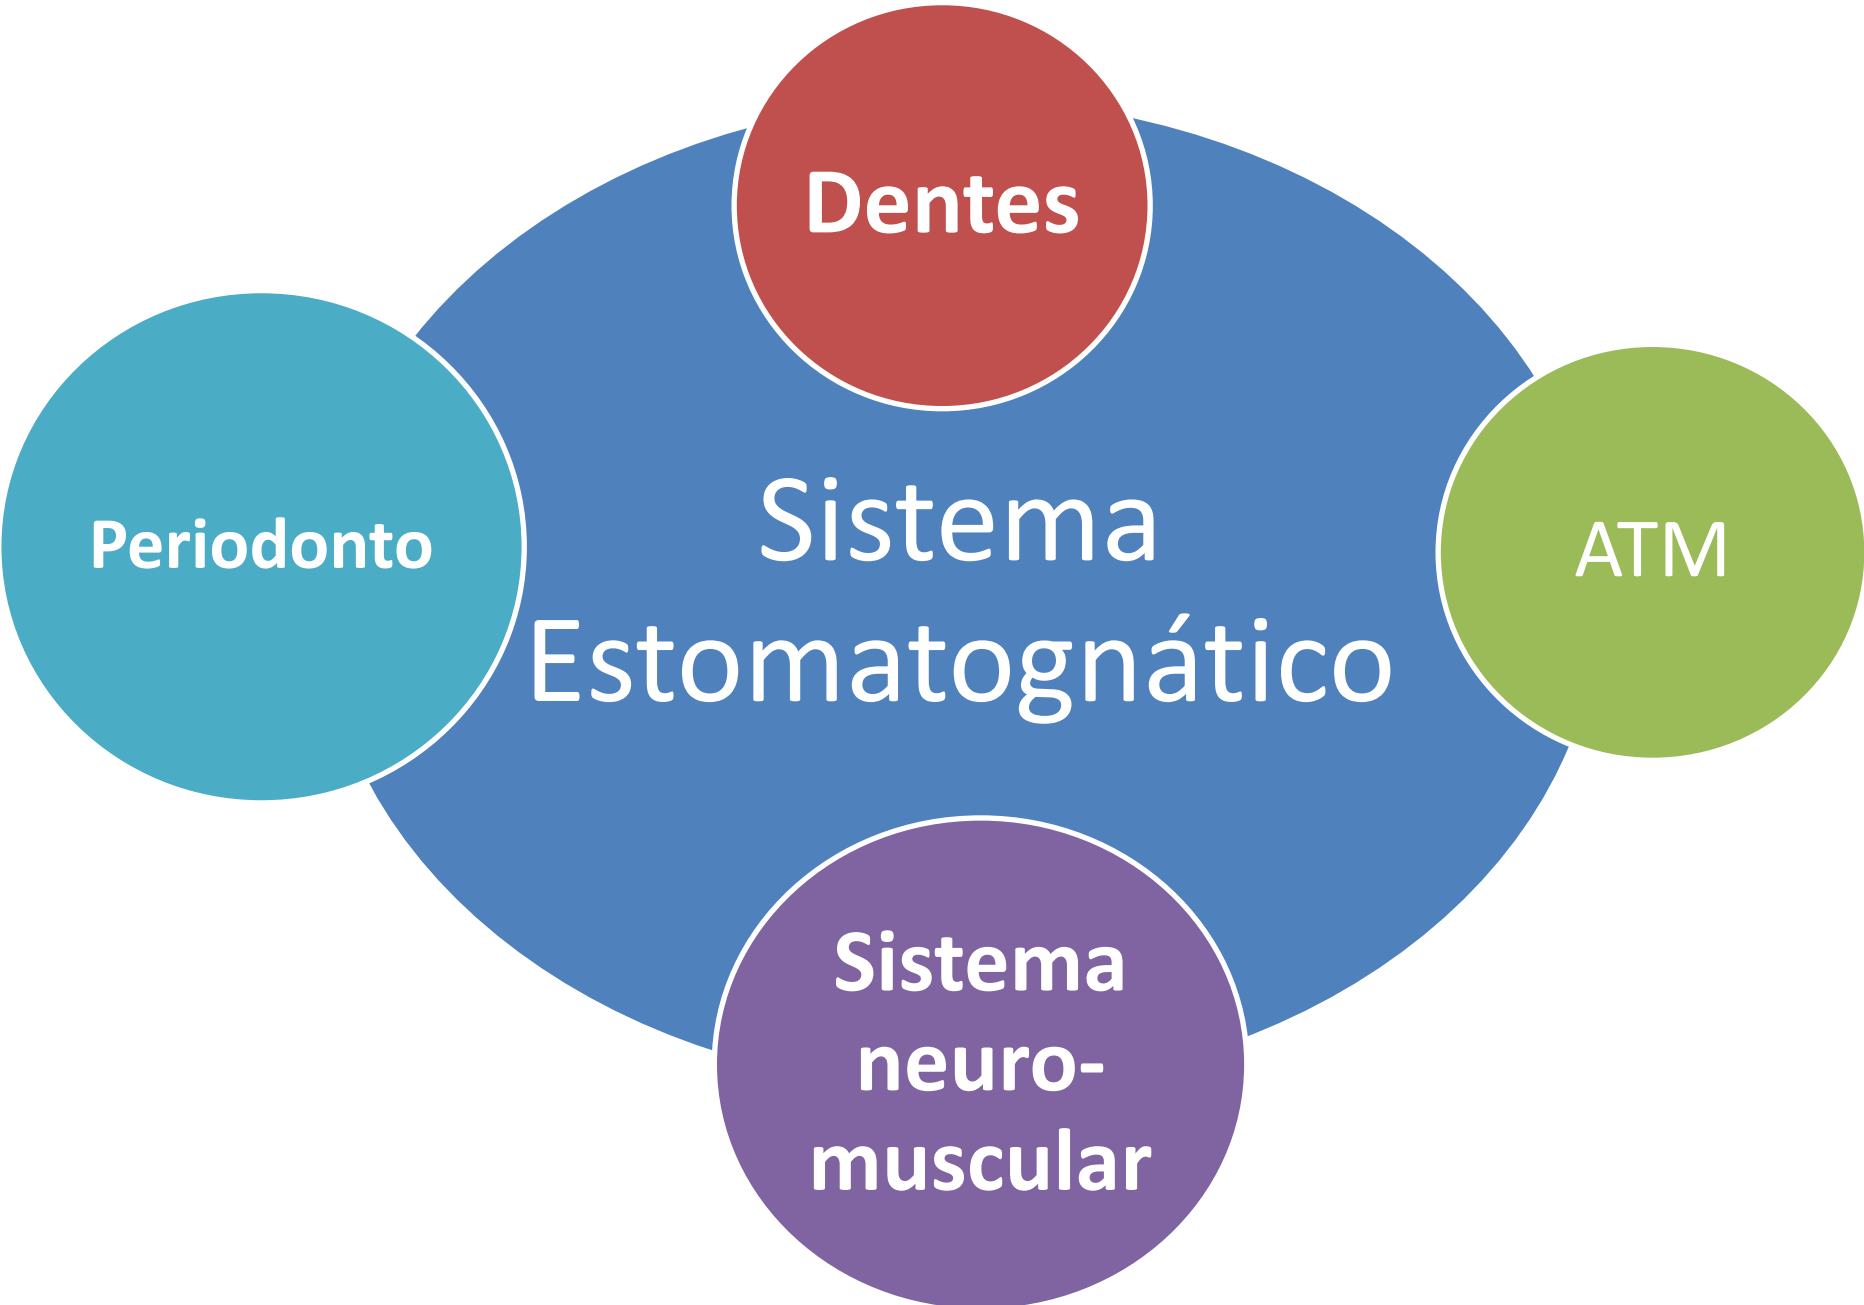 Dentes
Periodonto
Sistema
Estomatognático
ATM
Sistema
neuro-
muscular